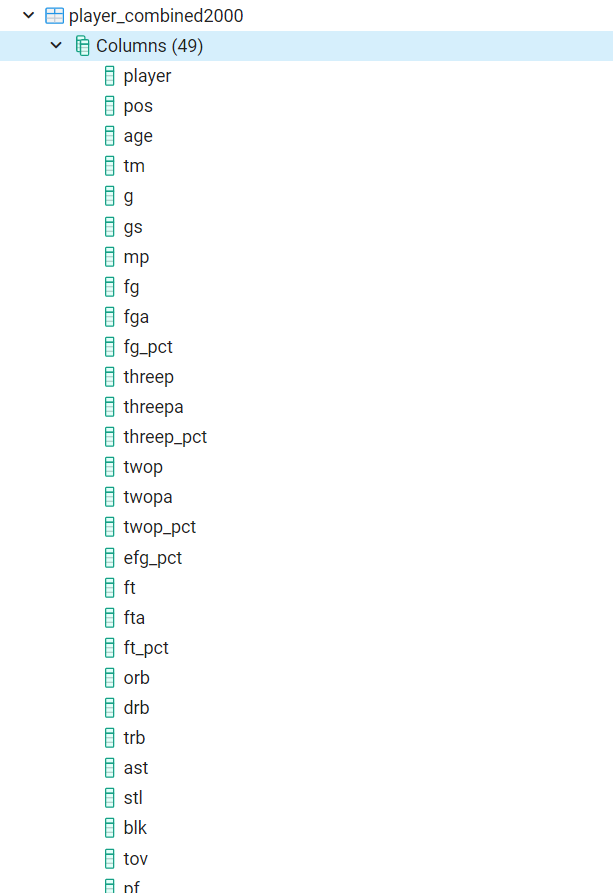 player_combined2000
Columns (49)
player
pos
age
tm
g
gs
mp
fg
fga
fg_pct
threep
threepa
threep_pct
twop
twopa
twop_pct
efg_pct
ft
fta
ft_pct
orb
drb
trb
ast
stl
blk
tov
pf